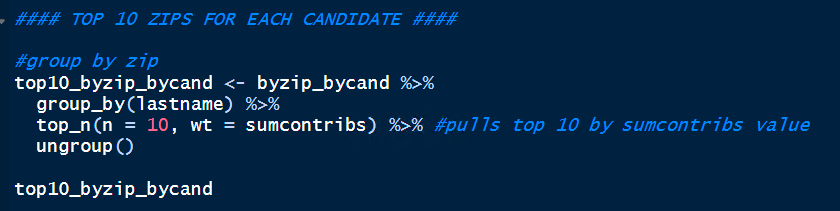 #### TOP 10 ZIPS FOR EACH CANDIDATE ####
#group by zip
top10_byzip_bycand <- byzip_bycand %>%
  group_by(lastname) %>%
  top_n(n = 10, wt = sumcontribs) %>% #pulls top 10 by sumcontribs value
  ungroup()
top10_byzip_bycand